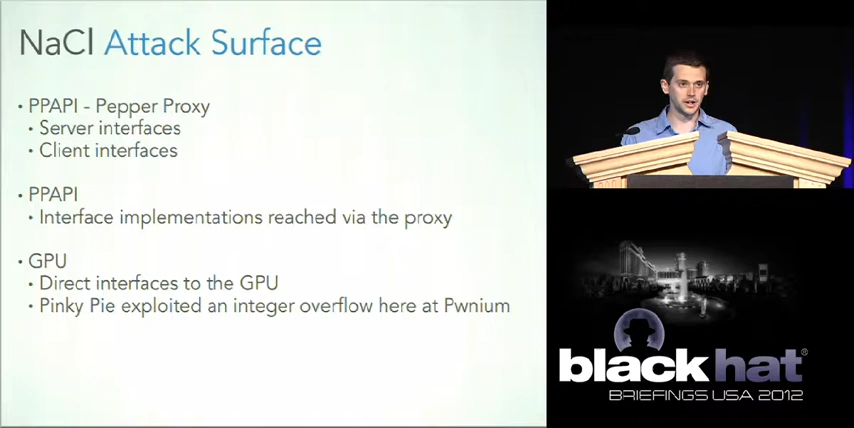 NaCl Attack Surface
• PPAPI - Pepper Proxy
• Server interfaces
• Client interfaces
• PPAPI
• Interface implementations reached via the proxy
• GPU
• Direct interfaces to the GPU
• Pinky Pie exploited an integer overflow here at Pwnium
black hat®
BRIEFINGS USA 2012